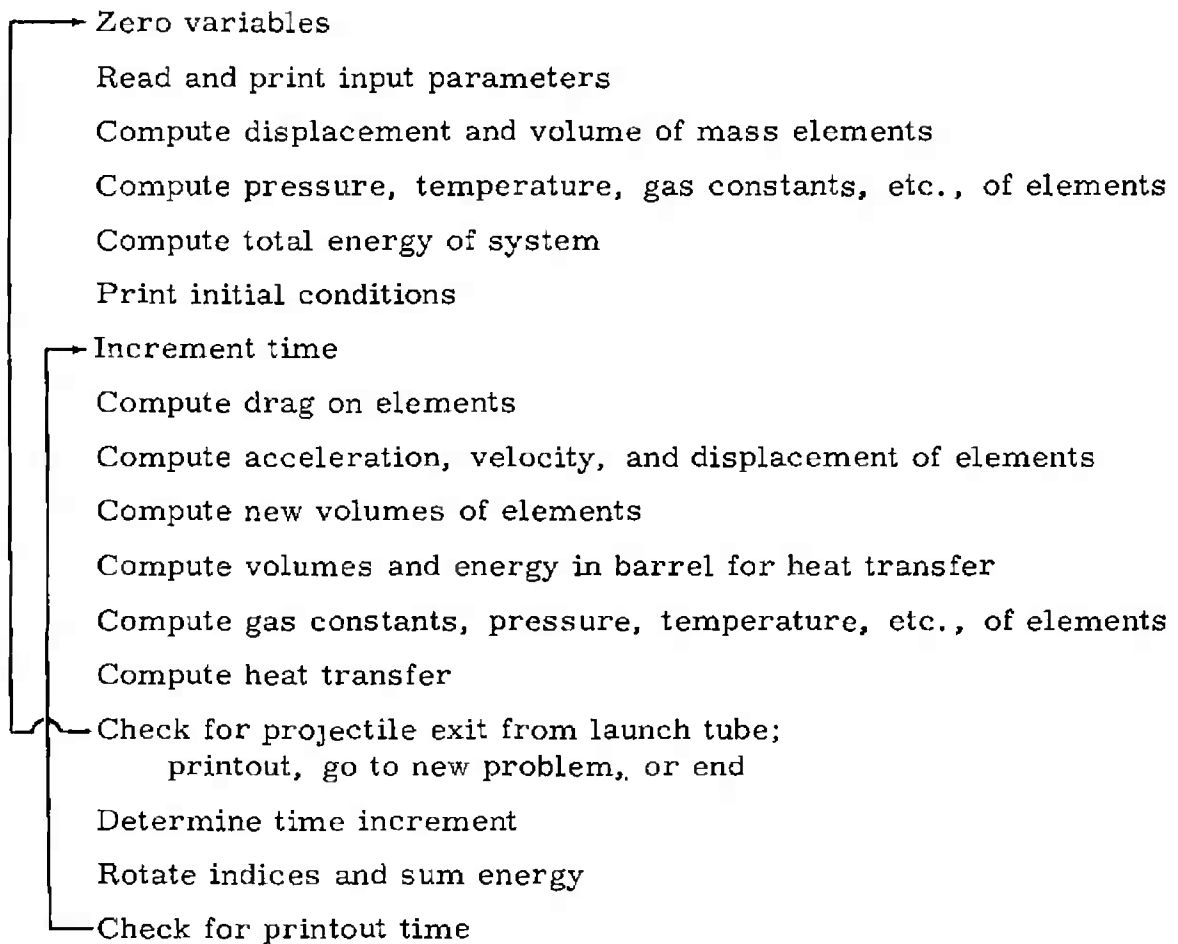 Zero variables
Read and print input parameters
Compute displacement and volume of mass elements
Compute pressure, temperature, gas constants, etc., of elements
Compute total energy of system
Print initial conditions
Increment time
Compute drag on elements
Compute acceleration, velocity, and displacement of elements
Compute new volumes of elements
Compute volumes and energy in barrel for heat transfer
Compute gas constants, pressure, temperature, etc., of elements
Compute heat transfer
Check for projectile exit from launch tube;
printout, go to new problem, or end
Determine time increment
Rotate indices and sum energy
Check for printout time